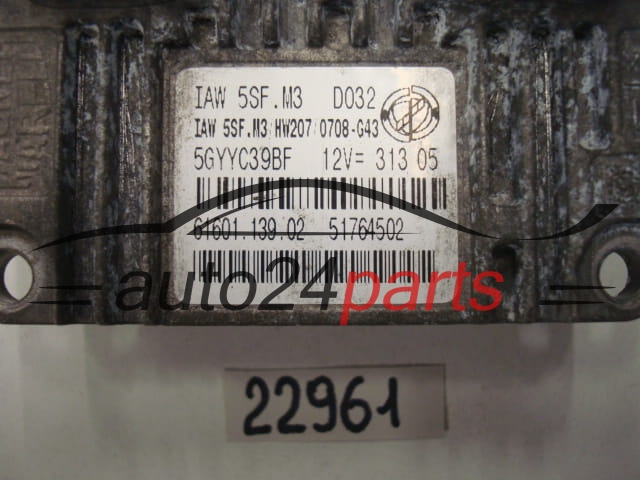 IAW 5SF.M3 D032
IAW 5SF.M3/HW207/0708-G43
5GYYC39BF 12V= 313 05
61601.139.02 51764502
auto24parts
22961